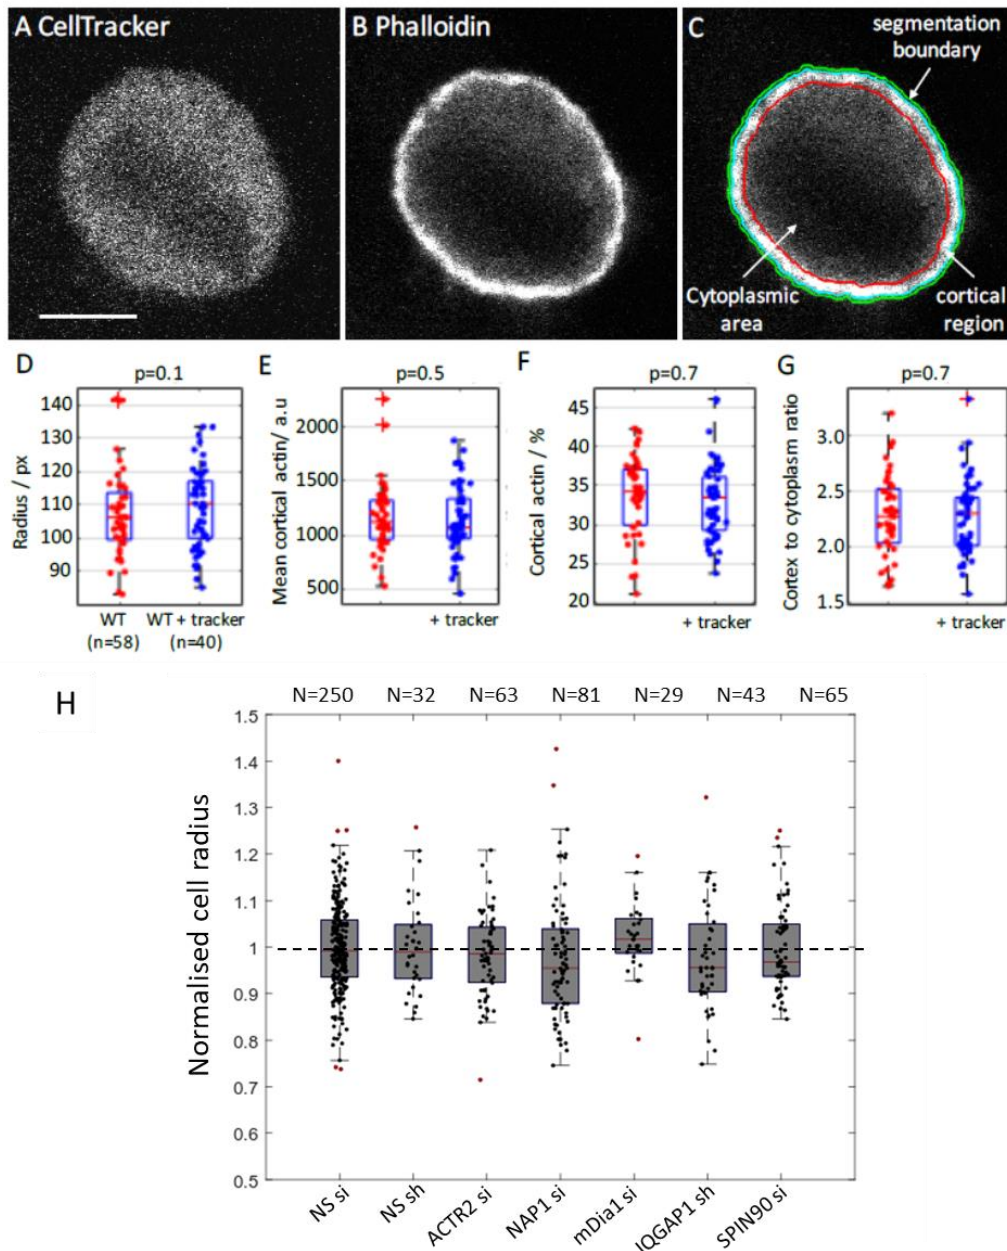 A CellTracker
B Phalloidin
C
segmentation
boundary
Cytoplasmic
area
cortical
region
D
p=0.1
Radius / px
140
130
120
110
100
90
WT
(n=58)
WT + tracker
(n=40)
E
p=0.5
Mean cortical actin/ a.u
2000
1500
1000
500
+ tracker
F
p=0.7
Cortical actin / %
45
40
35
30
25
20
+ tracker
G
p=0.7
Cortex to cytoplasm ratio
3.0
2.5
2.0
1.5
+ tracker
H
N=250 N=32 N=63 N=81 N=29 N=43 N=65
Normalised cell radius
1.5
1.4
1.3
1.2
1.1
1
0.9
0.8
0.7
0.6
0.5
NS si
NS sh
ACTR2 si
NAP1 si
mDia1 si
IQGAP1 sh
SPIN90 si